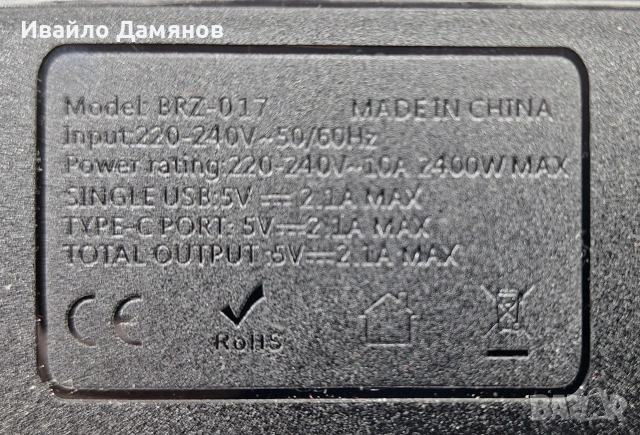 Ивайло Дамянов
Model: BRZ-017 MADE IN CHINA
Input:220-240V~50/60Hz
Power rating:220-240V~10A 2400W MAX
SINGLE USB:5V⎓2.1A MAX
TYPE-C PORT: 5V⎓2.1A MAX
TOTAL OUTPUT :5V⎓2.1A MAX
CE RoHS